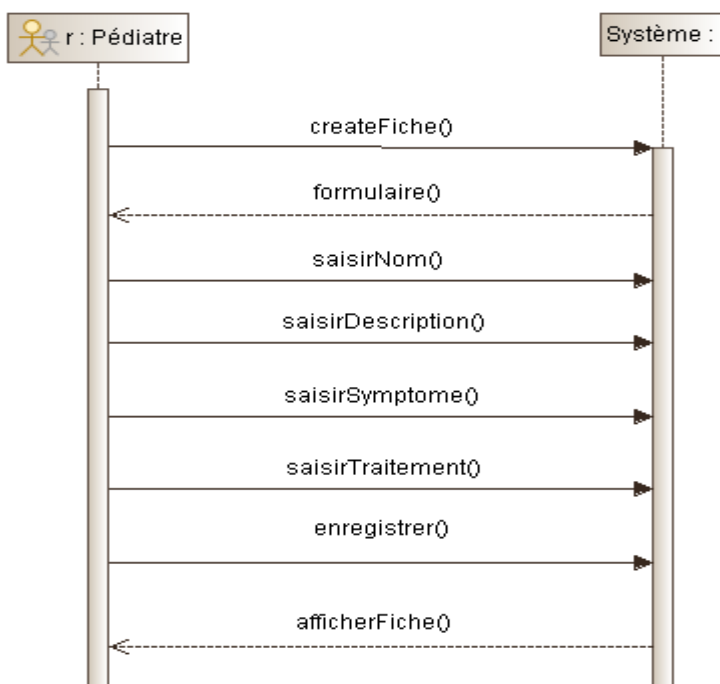 r : Pédiatre
Système :
createFiche()
formulaire()
saisirNom()
saisirDescription()
saisirSymptome()
saisirTraitement()
enregistrer()
afficherFiche()